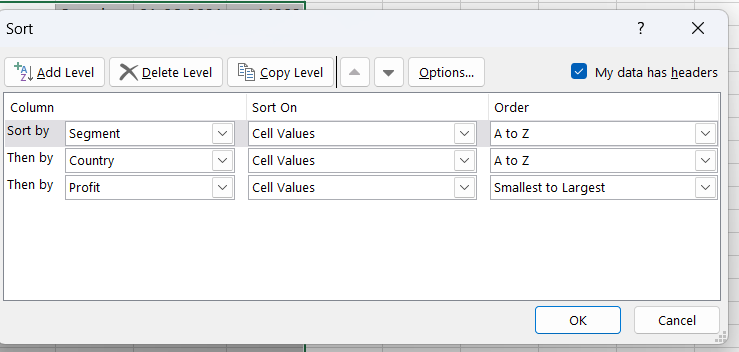 Sort ?
Add Level Delete Level Copy Level Options... My data has headers
Column Sort On Order
Sort by Segment Cell Values A to Z
Then by Country Cell Values A to Z
Then by Profit Cell Values Smallest to Largest
OK Cancel